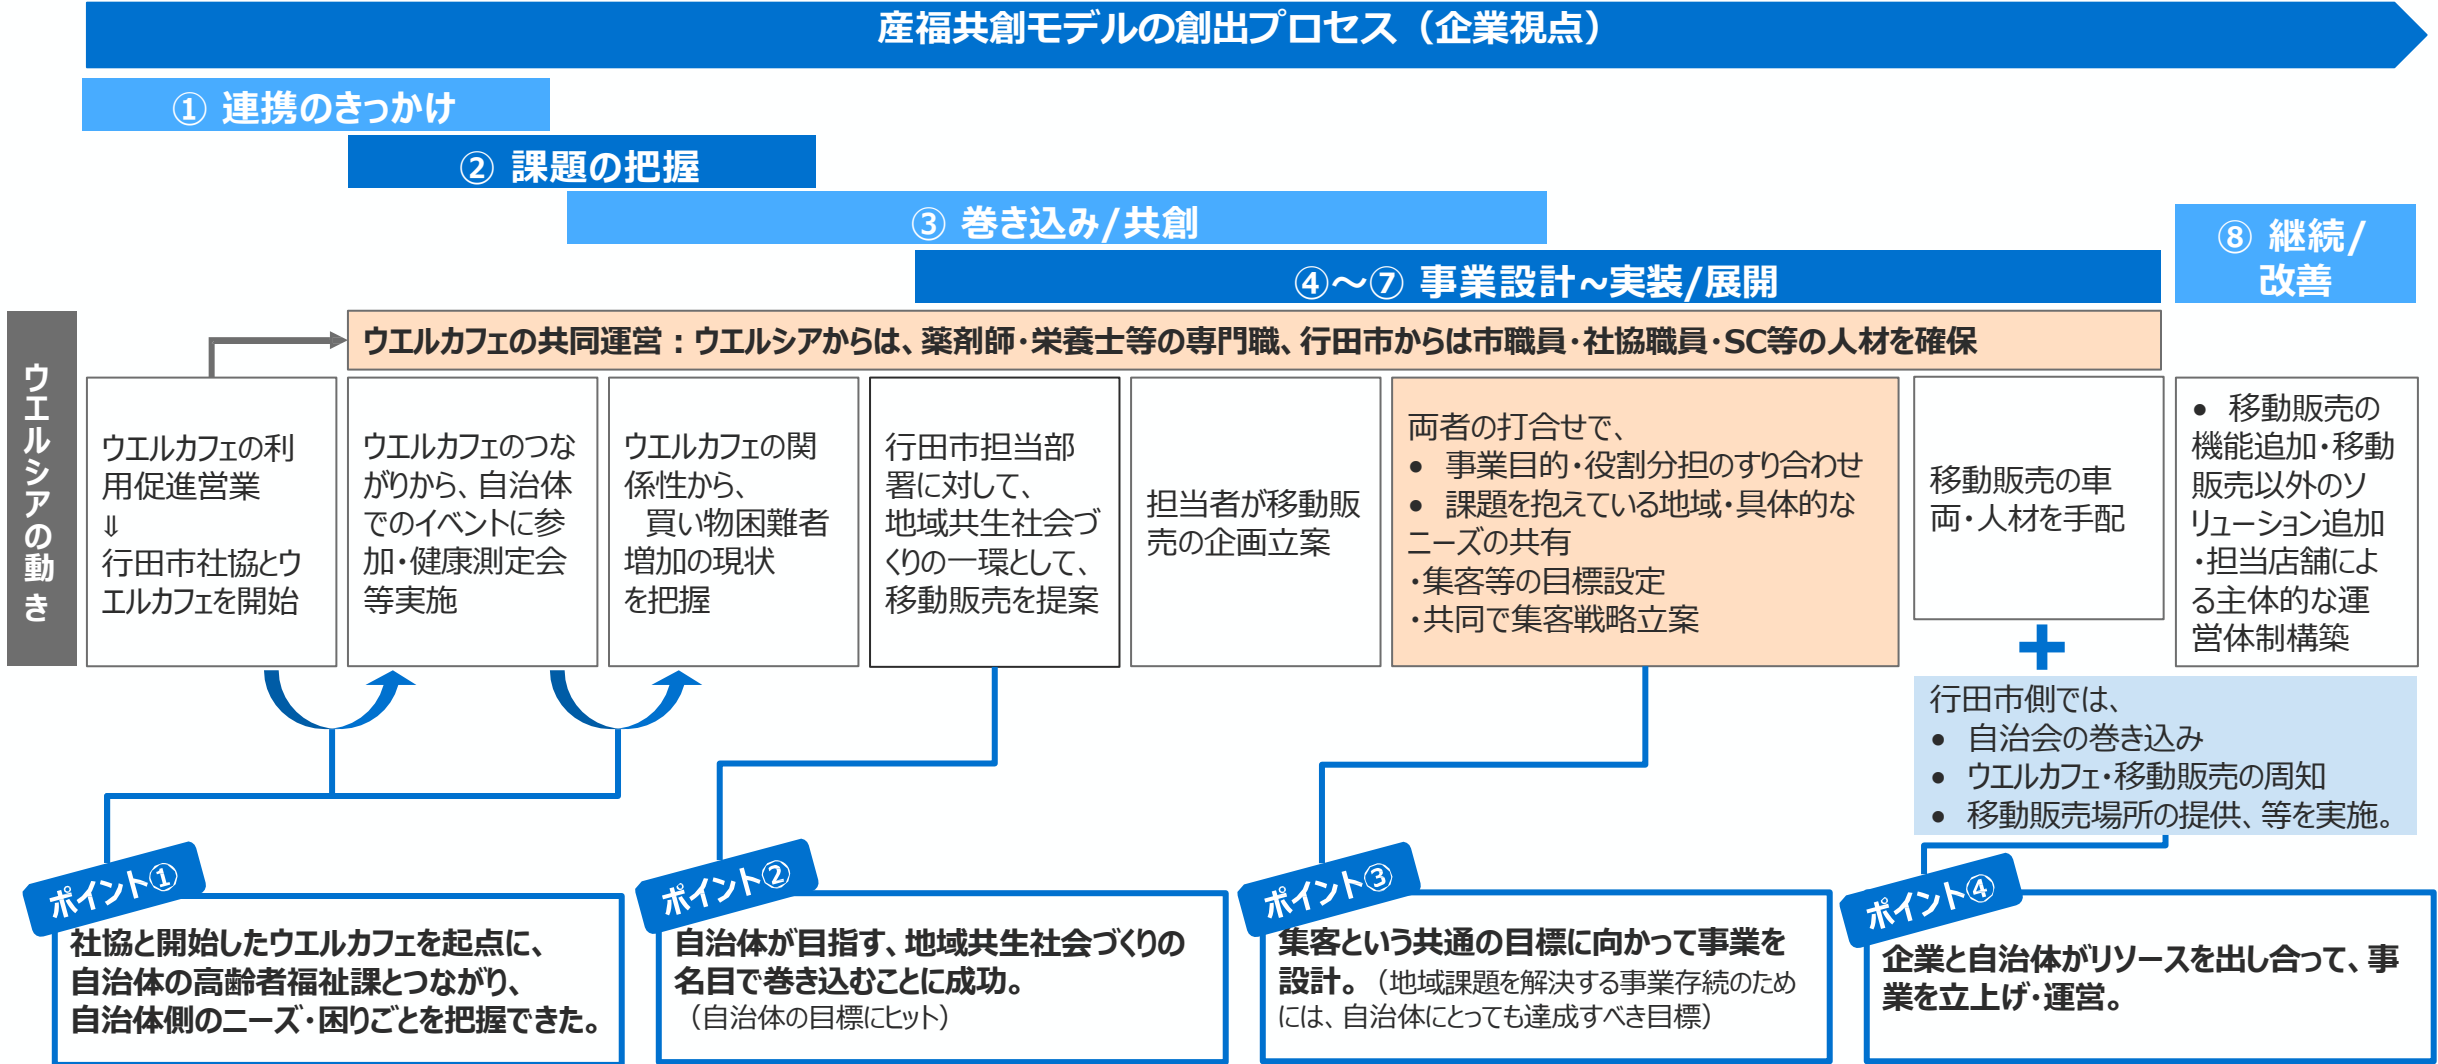 産福共創モデルの創出プロセス（企業視点）
① 連携のきっかけ
② 課題の把握
③ 巻き込み/共創
④～⑦ 事業設計~実装/展開
⑧ 継続/
改善
ウエルシアの動き
ウエルカフェの共同運営：ウエルシアからは、薬剤師・栄養士等の専門職、行田市からは市職員・社協職員・SC等の人材を確保
ウエルカフェの利
用促進営業
⇓
行田市社協とウ
エルカフェを開始
ウエルカフェのつな
がりから、自治体
でのイベントに参
加・健康測定会
等実施
ウエルカフェの関
係性から、
買い物困難者
増加の現状
を把握
行田市担当部
署に対して、
地域共生社会づ
くりの一環として、
移動販売を提案
担当者が移動販
売の企画立案
両者の打合せで、
• 事業目的・役割分担のすり合わせ
• 課題を抱えている地域・具体的な
ニーズの共有
・集客等の目標設定
・共同で集客戦略立案
移動販売の車
両・人材を手配
• 移動販売の
機能追加・移動
販売以外のソ
リューション追加
・担当店舗によ
る主体的な運
営体制構築
行田市側では、
• 自治会の巻き込み
• ウエルカフェ・移動販売の周知
• 移動販売場所の提供、等を実施。
ポイント①
社協と開始したウエルカフェを起点に、
自治体の高齢者福祉課とつながり、
自治体側のニーズ・困りごとを把握できた。
ポイント②
自治体が目指す、地域共生社会づくりの
名目で巻き込むことに成功。
（自治体の目標にヒット）
ポイント③
集客という共通の目標に向かって事業を
設計。（地域課題を解決する事業存続のため
には、自治体にとっても達成すべき目標）
ポイント④
企業と自治体がリソースを出し合って、事
業を立上げ・運営。